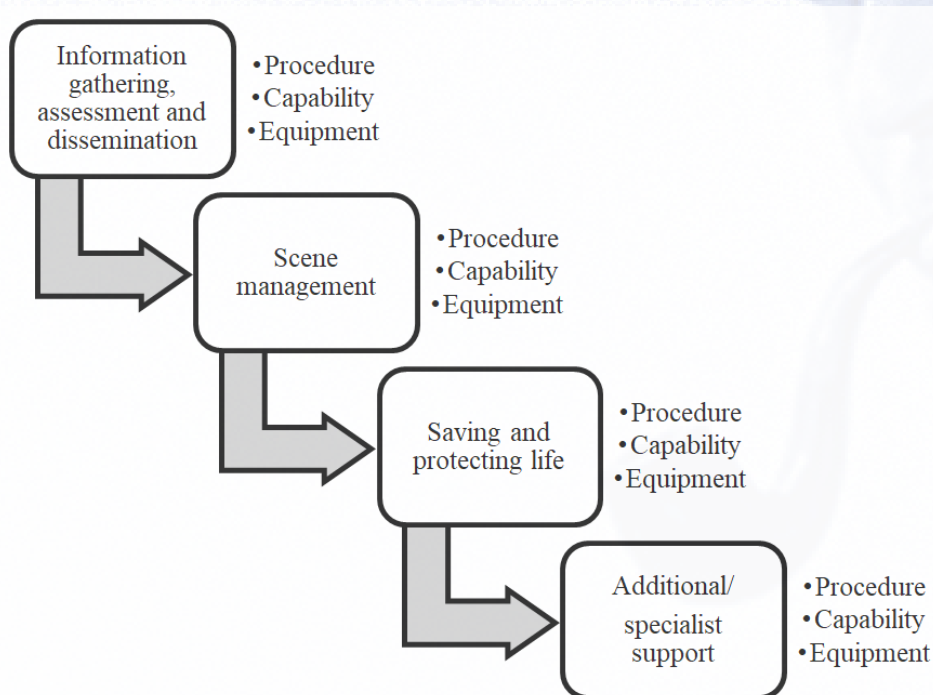 Information
gathering,
assessment and
dissemination
•Procedure
•Capability
•Equipment
Scene
management
•Procedure
•Capability
•Equipment
Saving and
protecting life
•Procedure
•Capability
•Equipment
Additional/
specialist
support
•Procedure
•Capability
•Equipment